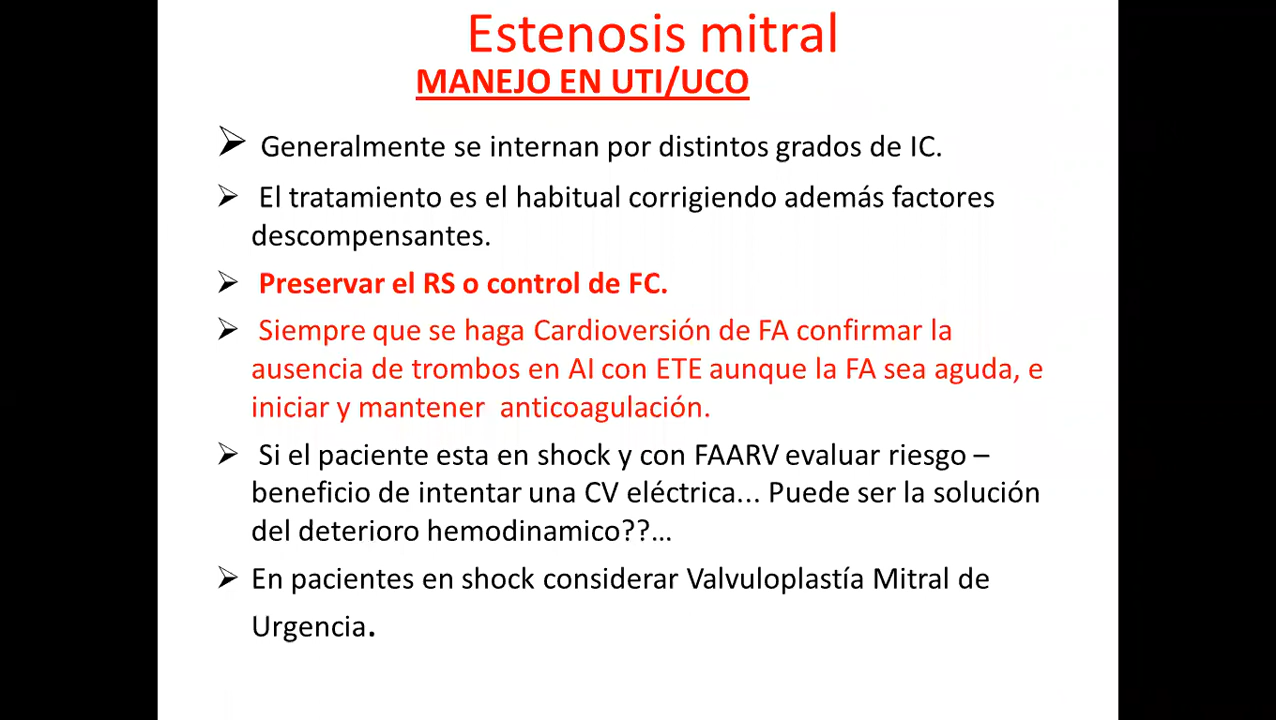 Estenosis mitral
MANEJO EN UTI/UCO
Generalmente se internan por distintos grados de IC.
El tratamiento es el habitual corrigiendo además factores
descompensantes.
Preservar el RS o control de FC.
Siempre que se haga Cardioversión de FA confirmar la
ausencia de trombos en AI con ETE aunque la FA sea aguda, e
iniciar y mantener anticoagulación.
Si el paciente esta en shock y con FAARV evaluar riesgo –
beneficio de intentar una CV eléctrica... Puede ser la solución
del deterioro hemodinamico??...
En pacientes en shock considerar Valvuloplastía Mitral de
Urgencia.